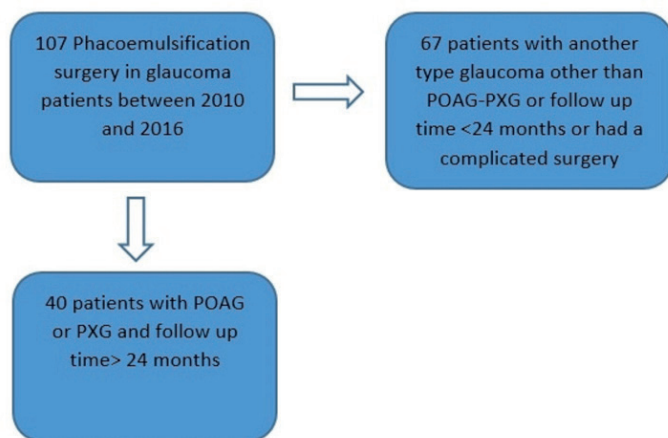 107 Phacoemulsification
surgery in glaucoma
patients between 2010
and 2016
67 patients with another
type glaucoma other than
POAG-PXG or follow up
time <24 months or had a
complicated surgery
40 patients with POAG
or PXG and follow up
time> 24 months